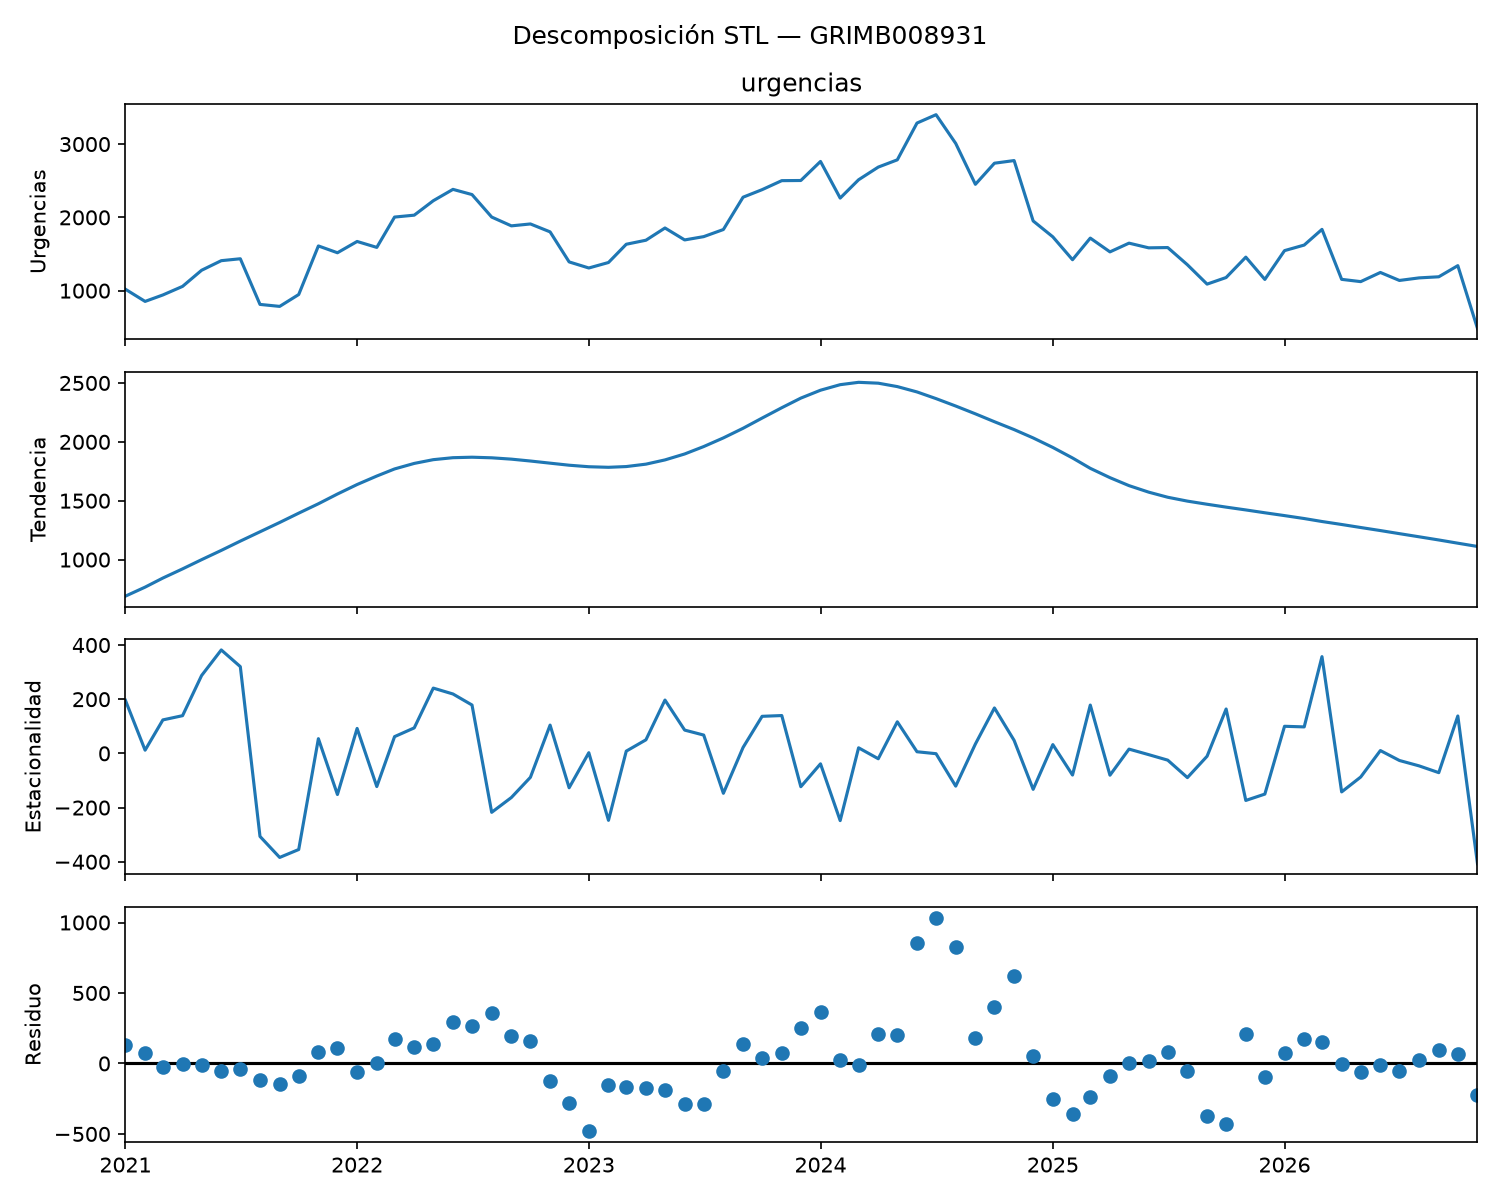 Descomposición STL — GRIMB008931
urgencias
Urgencias
3000
2000
1000
Tendencia
2500
2000
1500
1000
Estacionalidad
400
200
0
−200
−400
Residuo
1000
500
0
−500
2021 2022 2023 2024 2025 2026